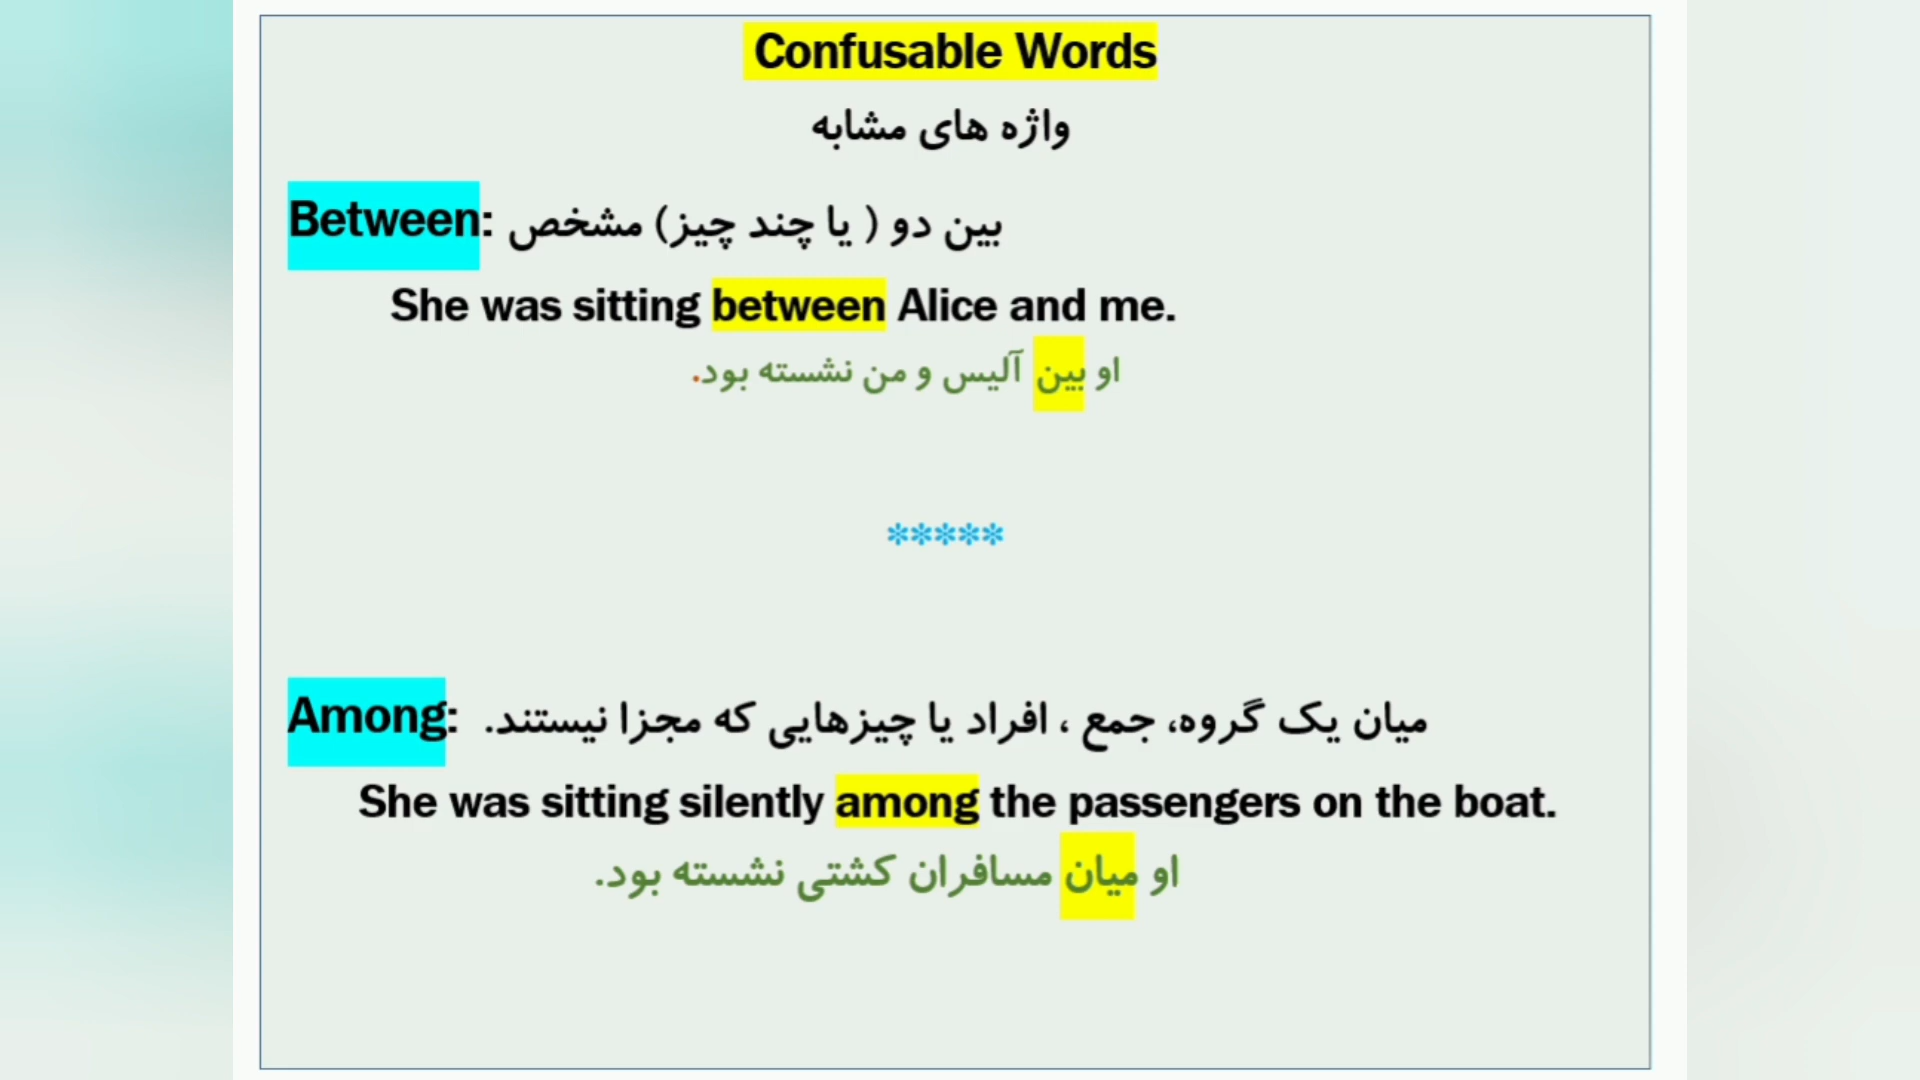 Confusable Words
واژه های مشابه
Between: بین دو ( یا چند چیز) مشخص
She was sitting between Alice and me.
او بین آلیس و من نشسته بود.
*****
Among: میان یک گروه، جمع ، افراد یا چیزهایی که مجزا نیستند.
She was sitting silently among the passengers on the boat.
او میان مسافران کشتی نشسته بود.